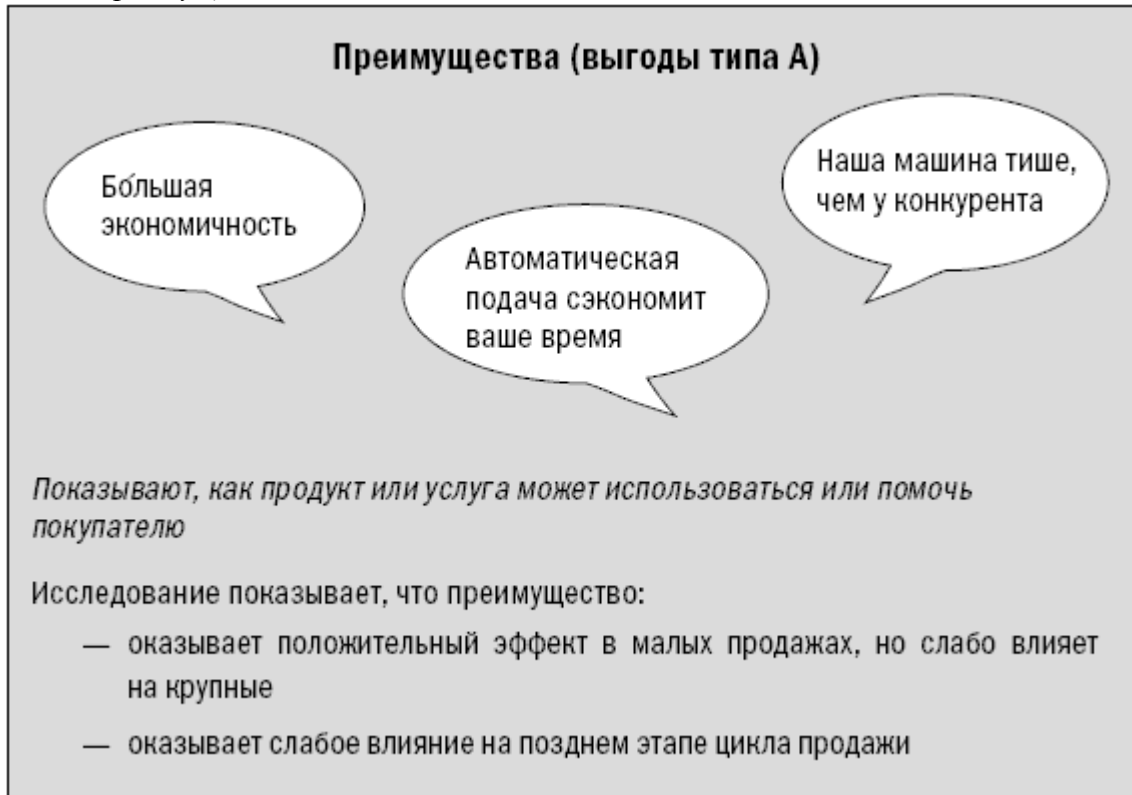 Преимущества (выгоды типа А)
Бо́льшая
экономичность
Автоматическая
подача сэкономит
ваше время
Наша машина тише,
чем у конкурента
Показывают, как продукт или услуга может использоваться или помочь
покупателю
Исследование показывает, что преимущество:
— оказывает положительный эффект в малых продажах, но слабо влияет
на крупные
— оказывает слабое влияние на позднем этапе цикла продажи